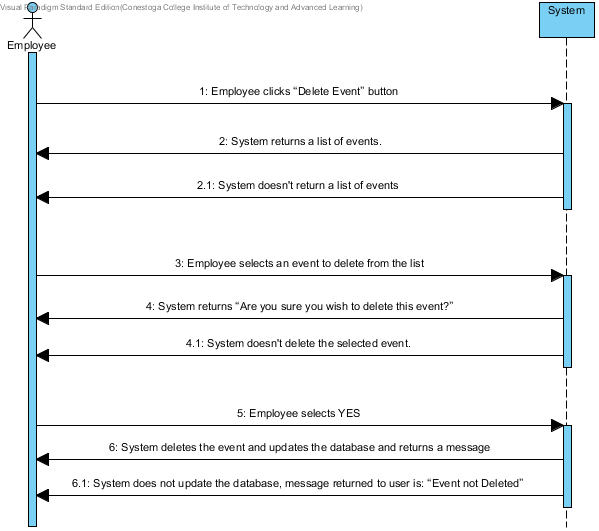 Visual Paradigm Standard Edition(Conestoga College Institute of Technology and Advanced Learning)
Employee
System
1: Employee clicks “Delete Event” button
2: System returns a list of events.
2.1: System doesn't return a list of events
3: Employee selects an event to delete from the list
4: System returns “Are you sure you wish to delete this event?”
4.1: System doesn't delete the selected event.
5: Employee selects YES
6: System deletes the event and updates the database and returns a message
6.1: System does not update the database, message returned to user is: “Event not Deleted”